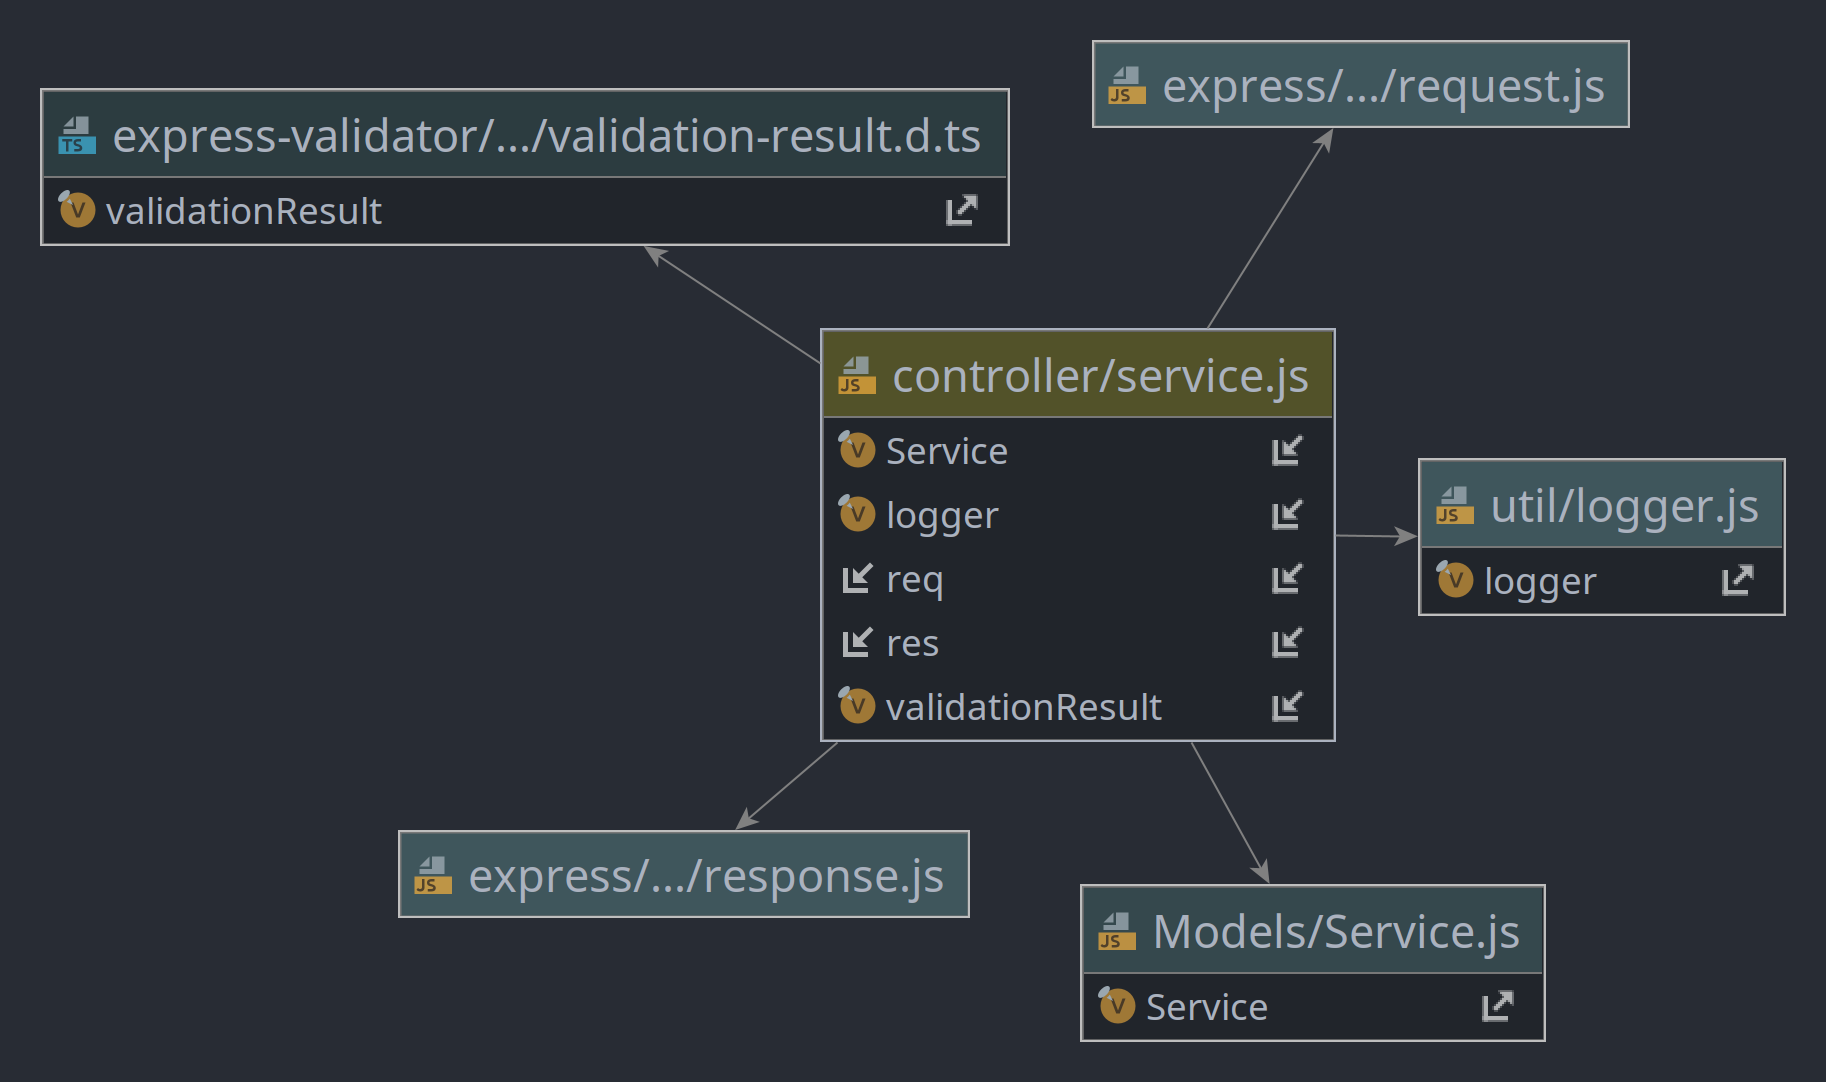 express/.../request.js
JS
express-validator/.../validation-result.d.ts
TS
V validationResult
controller/service.js
JS
V Service
V logger
req
res
V validationResult
util/logger.js
JS
V logger
express/.../response.js
JS
Models/Service.js
JS
V Service